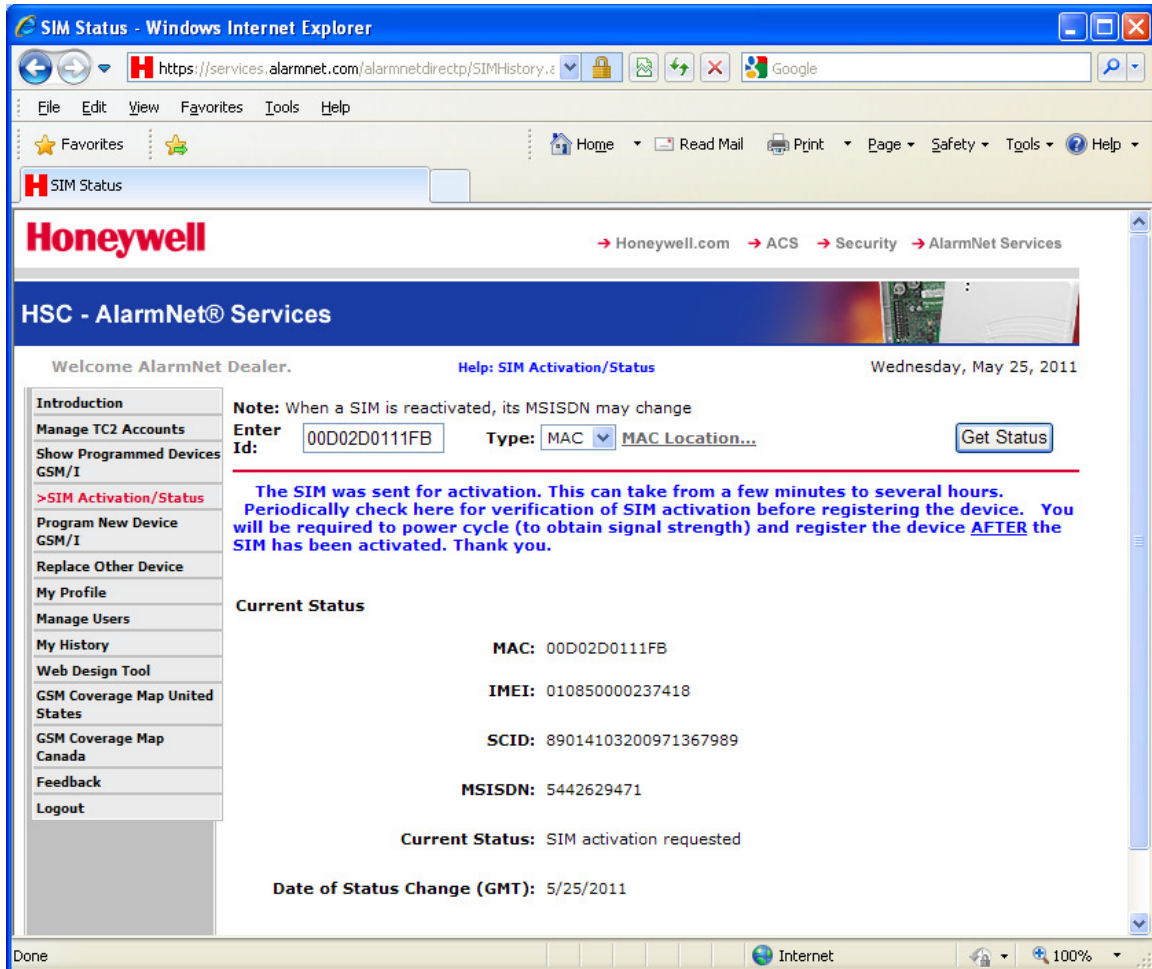 SIM Status - Windows Internet Explorer
https://services.alarmnet.com/alarmnetdirectp/SIMHistory.a
Google
File Edit View Favorites Tools Help
Favorites
Home Read Mail Print Page Safety Tools Help
SIM Status
Honeywell
Honeywell.com ACS Security AlarmNet Services
HSC - AlarmNet® Services
Welcome AlarmNet Dealer. Help: SIM Activation/Status Wednesday, May 25, 2011
Introduction
Manage TC2 Accounts
Show Programmed Devices
GSM/I
>SIM Activation/Status
Program New Device
GSM/I
Replace Other Device
My Profile
Manage Users
My History
Web Design Tool
GSM Coverage Map United
States
GSM Coverage Map
Canada
Feedback
Logout
Note: When a SIM is reactivated, its MSISDN may change
Enter
Id: 00D02D0111FB Type: MAC MAC Location... Get Status
The SIM was sent for activation. This can take from a few minutes to several hours.
Periodically check here for verification of SIM activation before registering the device. You
will be required to power cycle (to obtain signal strength) and register the device AFTER the
SIM has been activated. Thank you.
Current Status
MAC: 00D02D0111FB
IMEI: 010850000237418
SCID: 89014103200971367989
MSISDN: 5442629471
Current Status: SIM activation requested
Date of Status Change (GMT): 5/25/2011
Done Internet 100%